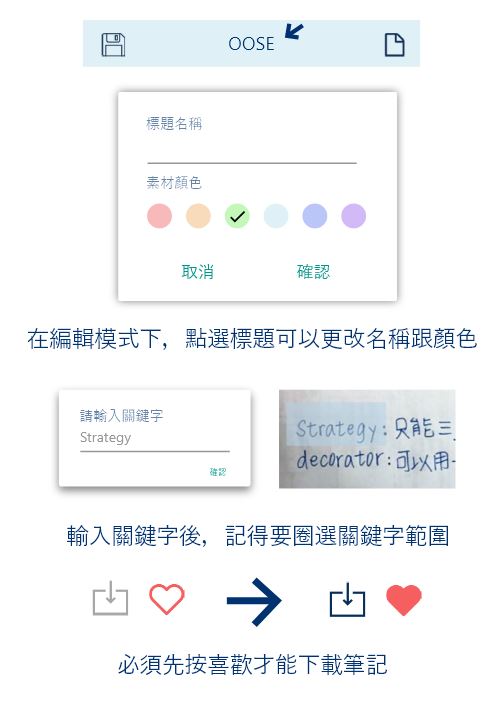 OOSE
標題名稱
素材顏色
取消 確認
在編輯模式下，點選標題可以更改名稱跟顏色
請輸入關鍵字
Strategy
確認
Strategy：只能三
decorator：可以用
輸入關鍵字後，記得要圈選關鍵字範圍
必須先按喜歡才能下載筆記